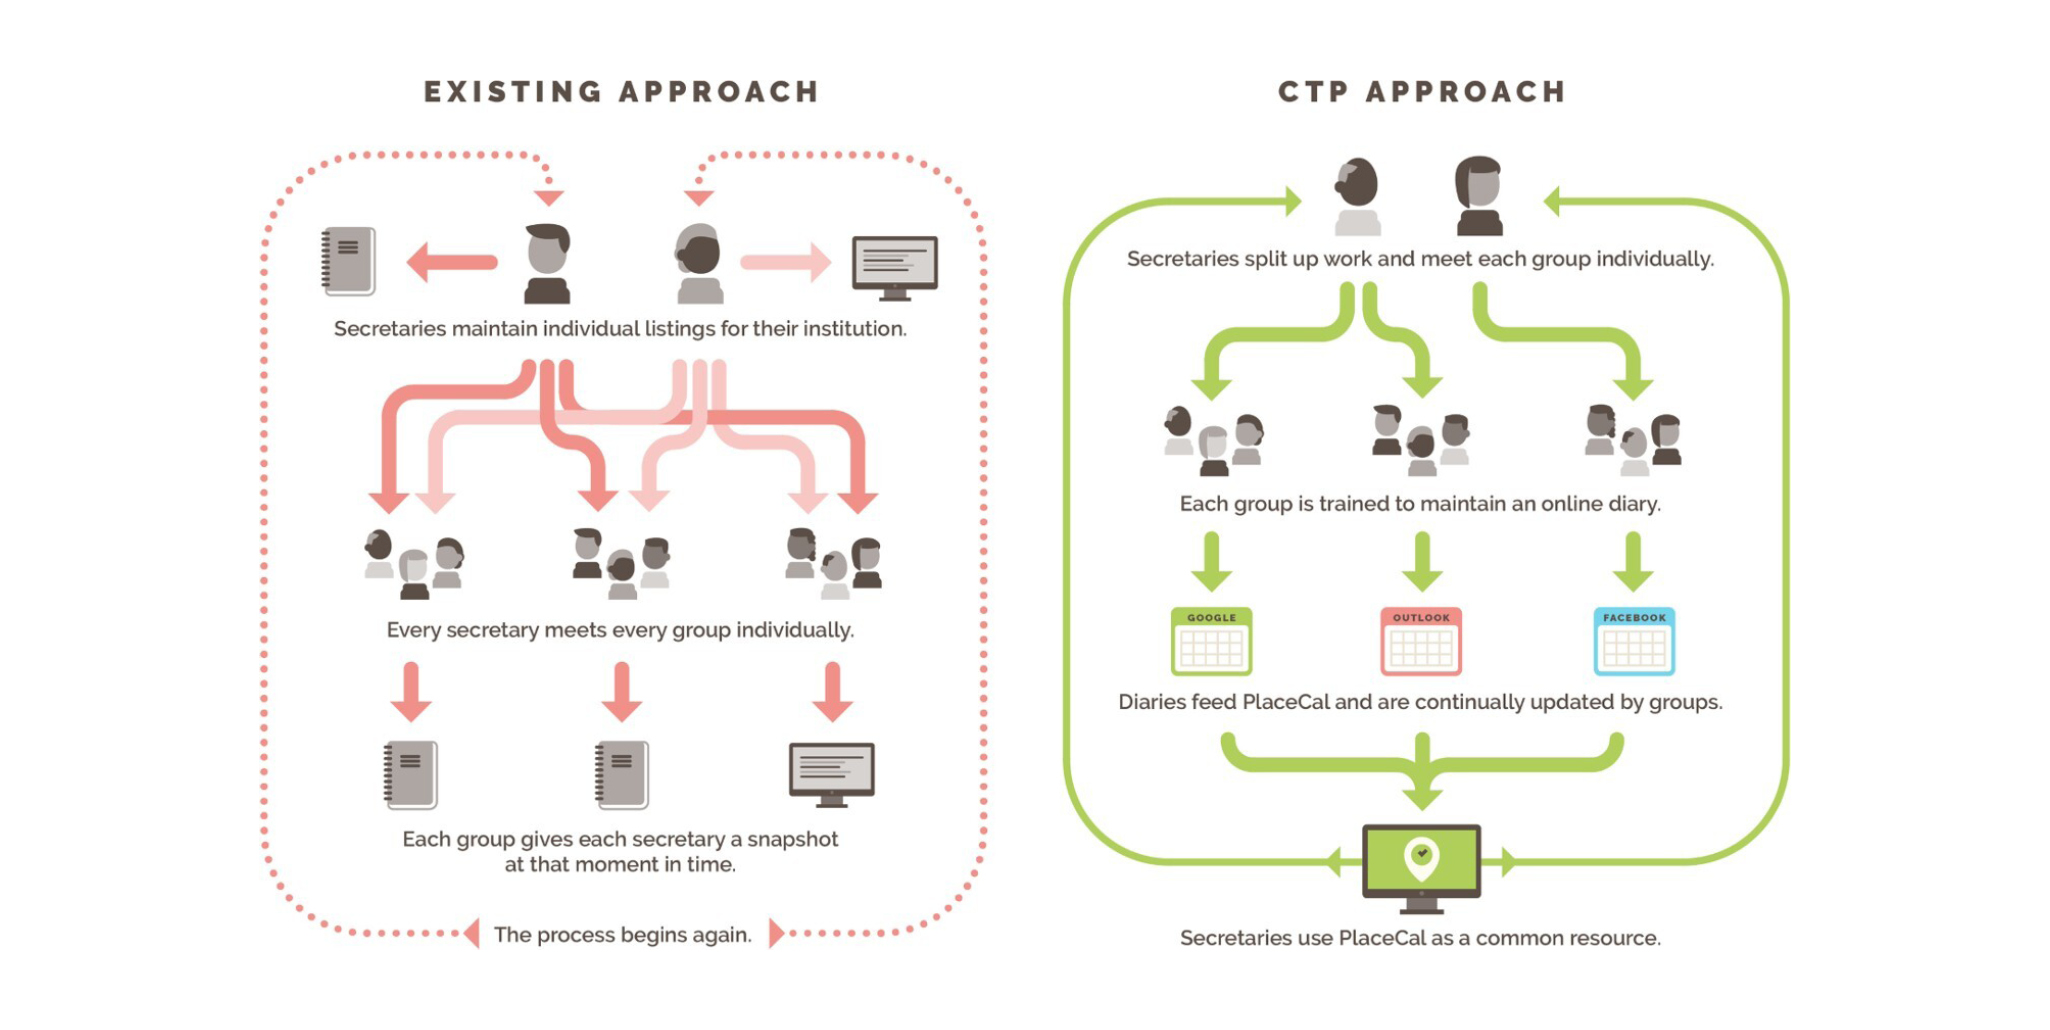 EXISTING APPROACH
Secretaries maintain individual listings for their institution.
Every secretary meets every group individually.
Each group gives each secretary a snapshot
at that moment in time.
The process begins again.
CTP APPROACH
Secretaries split up work and meet each group individually.
Each group is trained to maintain an online diary.
GOOGLE
OUTLOOK
FACEBOOK
Diaries feed PlaceCal and are continually updated by groups.
Secretaries use PlaceCal as a common resource.